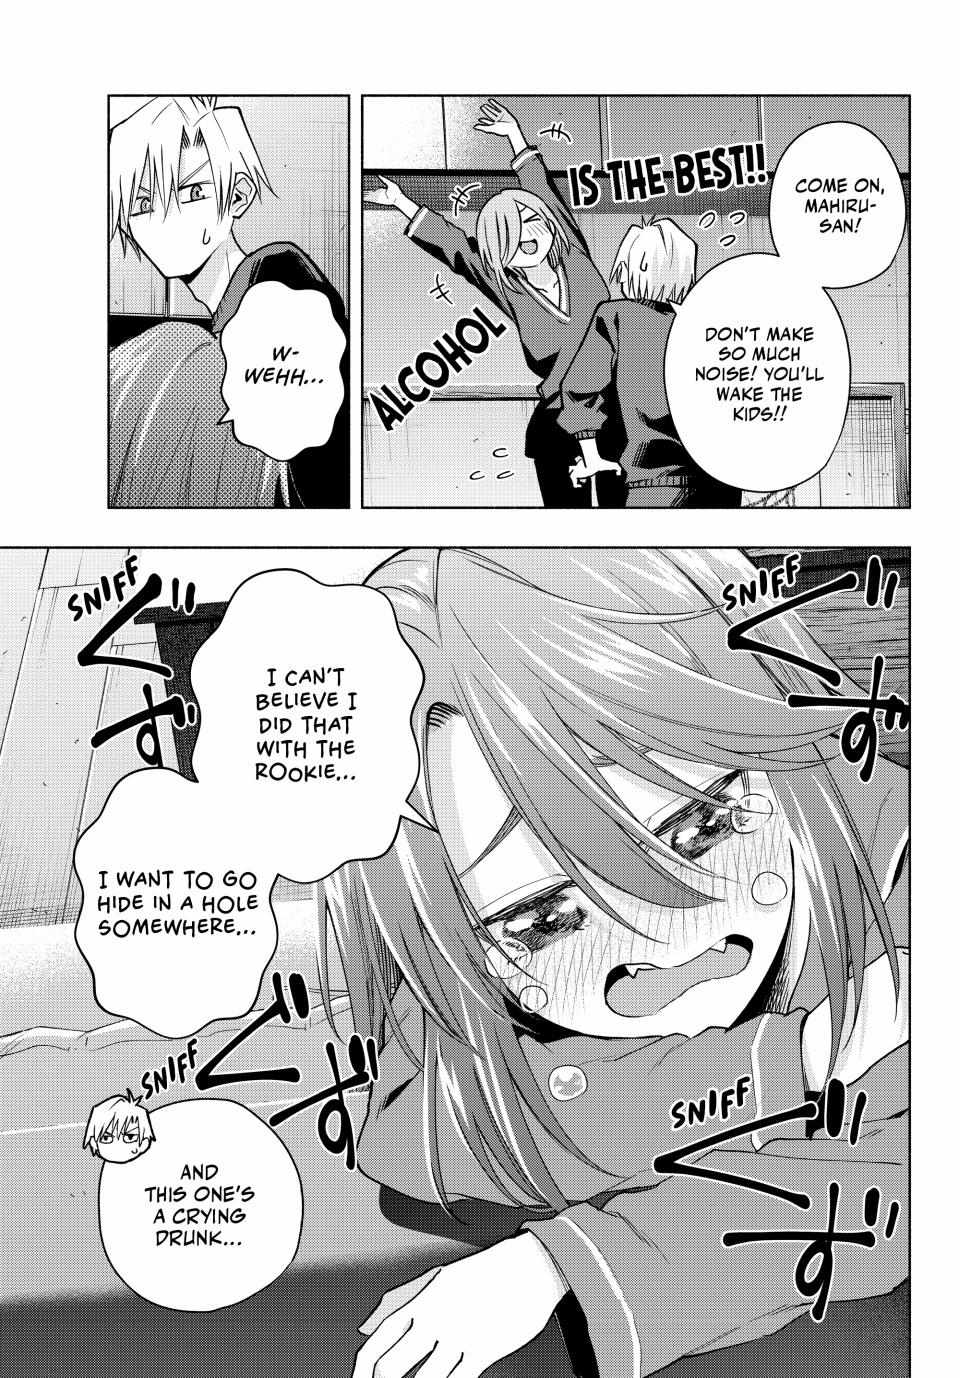 COME ON,
MAHIRU-
SAN!
DON'T MAKE
SO MUCH
NOISE! YOU'LL
WAKE THE
KIDS!!
ALCOHOL
IS THE BEST!!
W-
WEHH...
SNIFF
ぐず
I CAN'T
BELIEVE I
DID THAT
WITH THE
ROOKIE...
SNIFF
ぐず
I WANT TO GO
HIDE IN A HOLE
SOMEWHERE...
SNIFF
ぐず
SNIFF
ぐず
AND
THIS ONE'S
A CRYING
DRUNK...